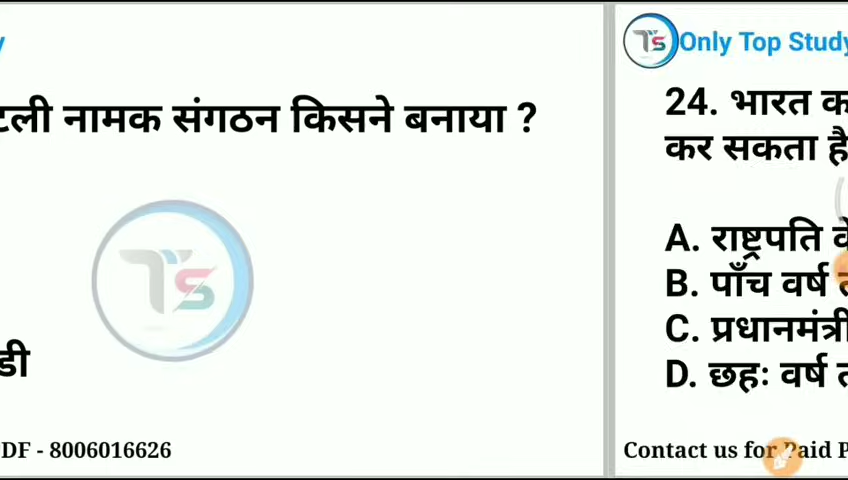 टली नामक संगठन किसने बनाया ?
डी
DF - 8006016626
Only Top Study
24. भारत क
कर सकता है
A. राष्ट्रपति के
B. पाँच वर्ष त
C. प्रधानमंत्री
D. छहः वर्ष त
Contact us for Paid P